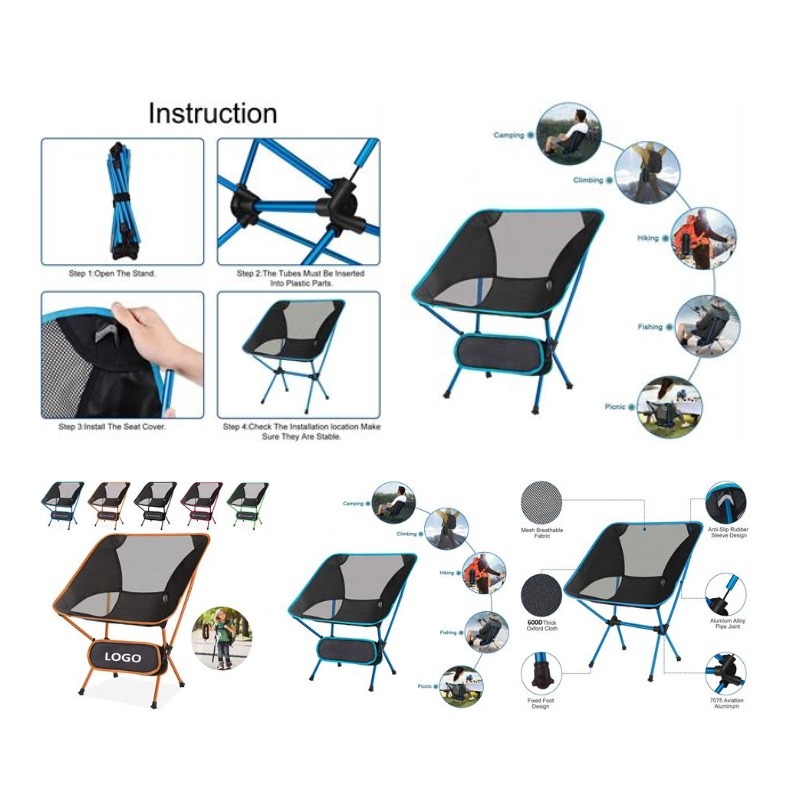 Instruction
Step 1:Open The Stand.
Step 2:The Tubes Must Be Inserted
Into Plastic Parts.
Step 3:Install The Seat Cover.
Step 4:Check The Installation location Make
Sure They Are Stable.
Camping
Climbing
Hiking
Fishing
Picnic
LOGO
Camping
Climbing
Hiking
Fishing
Picnic
Mesh Breathable
Fabric
Anti-Slip Rubber
Sleeve Design
600D Thick
Oxford Cloth
Alumium Alloy
Pipe Joint
Fixed Foot
Design
7075 Aviation
Aluminum